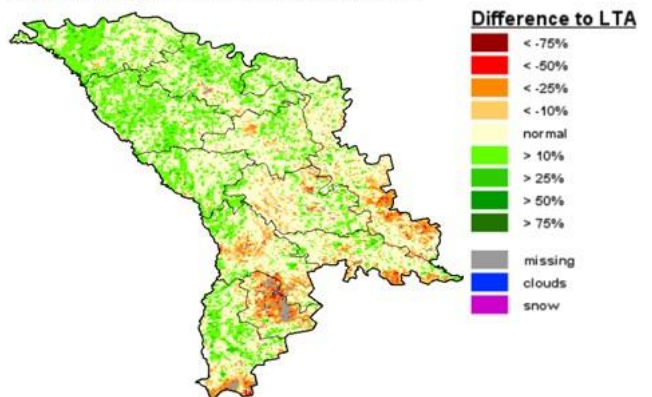 Difference to LTA
< -75%
< -50%
< -25%
< -10%
normal
> 10%
> 25%
> 50%
> 75%
missing
clouds
snow